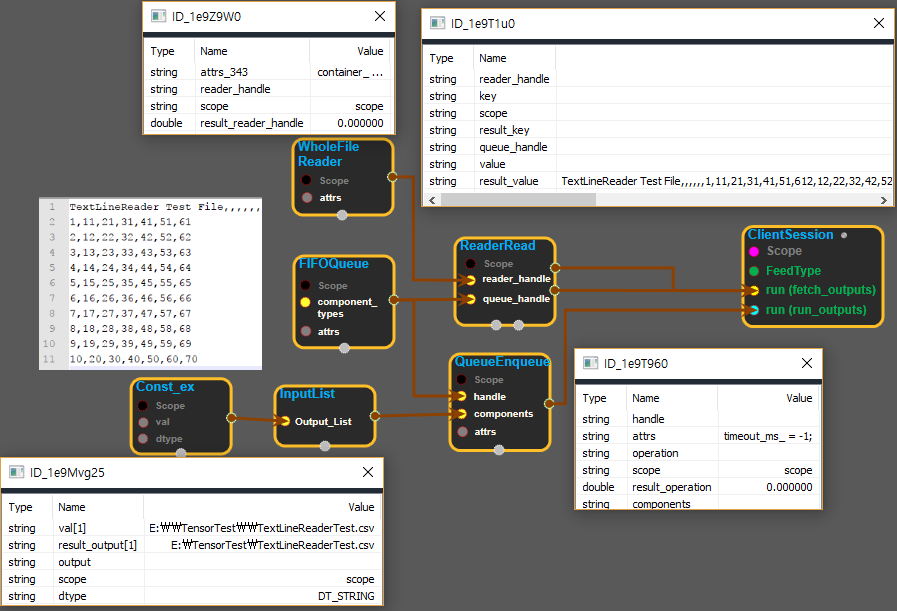 ID_1e9Z9W0
Type Name Value
string attrs_343 container_ ...
string reader_handle
string scope scope
double result_reader_handle 0.000000
ID_1e9T1u0
Type Name
string reader_handle
string key
string scope
string result_key
string queue_handle
string value
string result_value TextLineReader Test File,,,,,,1,11,21,31,41,51,612,12,22,32,42,52
WholeFile
Reader
Scope
attrs
1 TextLineReader Test File,,,,,,
2 1,11,21,31,41,51,61
3 2,12,22,32,42,52,62
4 3,13,23,33,43,53,63
5 4,14,24,34,44,54,64
6 5,15,25,35,45,55,65
7 6,16,26,36,46,56,66
8 7,17,27,37,47,57,67
9 8,18,28,38,48,58,68
10 9,19,29,39,49,59,69
11 10,20,30,40,50,60,70
FIFOQueue
Scope
component_
types
attrs
ReaderRead
Scope
reader_handle
queue_handle
ClientSession
Scope
FeedType
run (fetch_outputs)
run (run_outputs)
Const_ex
Scope
val
dtype
InputList
Output_List
QueueEnqueue
Scope
handle
components
attrs
ID_1e9T960
Type Name Value
string handle
string attrs timeout_ms_ = -1;
string operation
string scope scope
double result_operation 0.000000
string components
ID_1e9Mvg25
Type Name Value
string val[1] E:₩₩TensorTest₩₩TextLineReaderTest.csv
string result_output[1] E:₩TensorTest₩TextLineReaderTest.csv
string output
string scope scope
string dtype DT_STRING